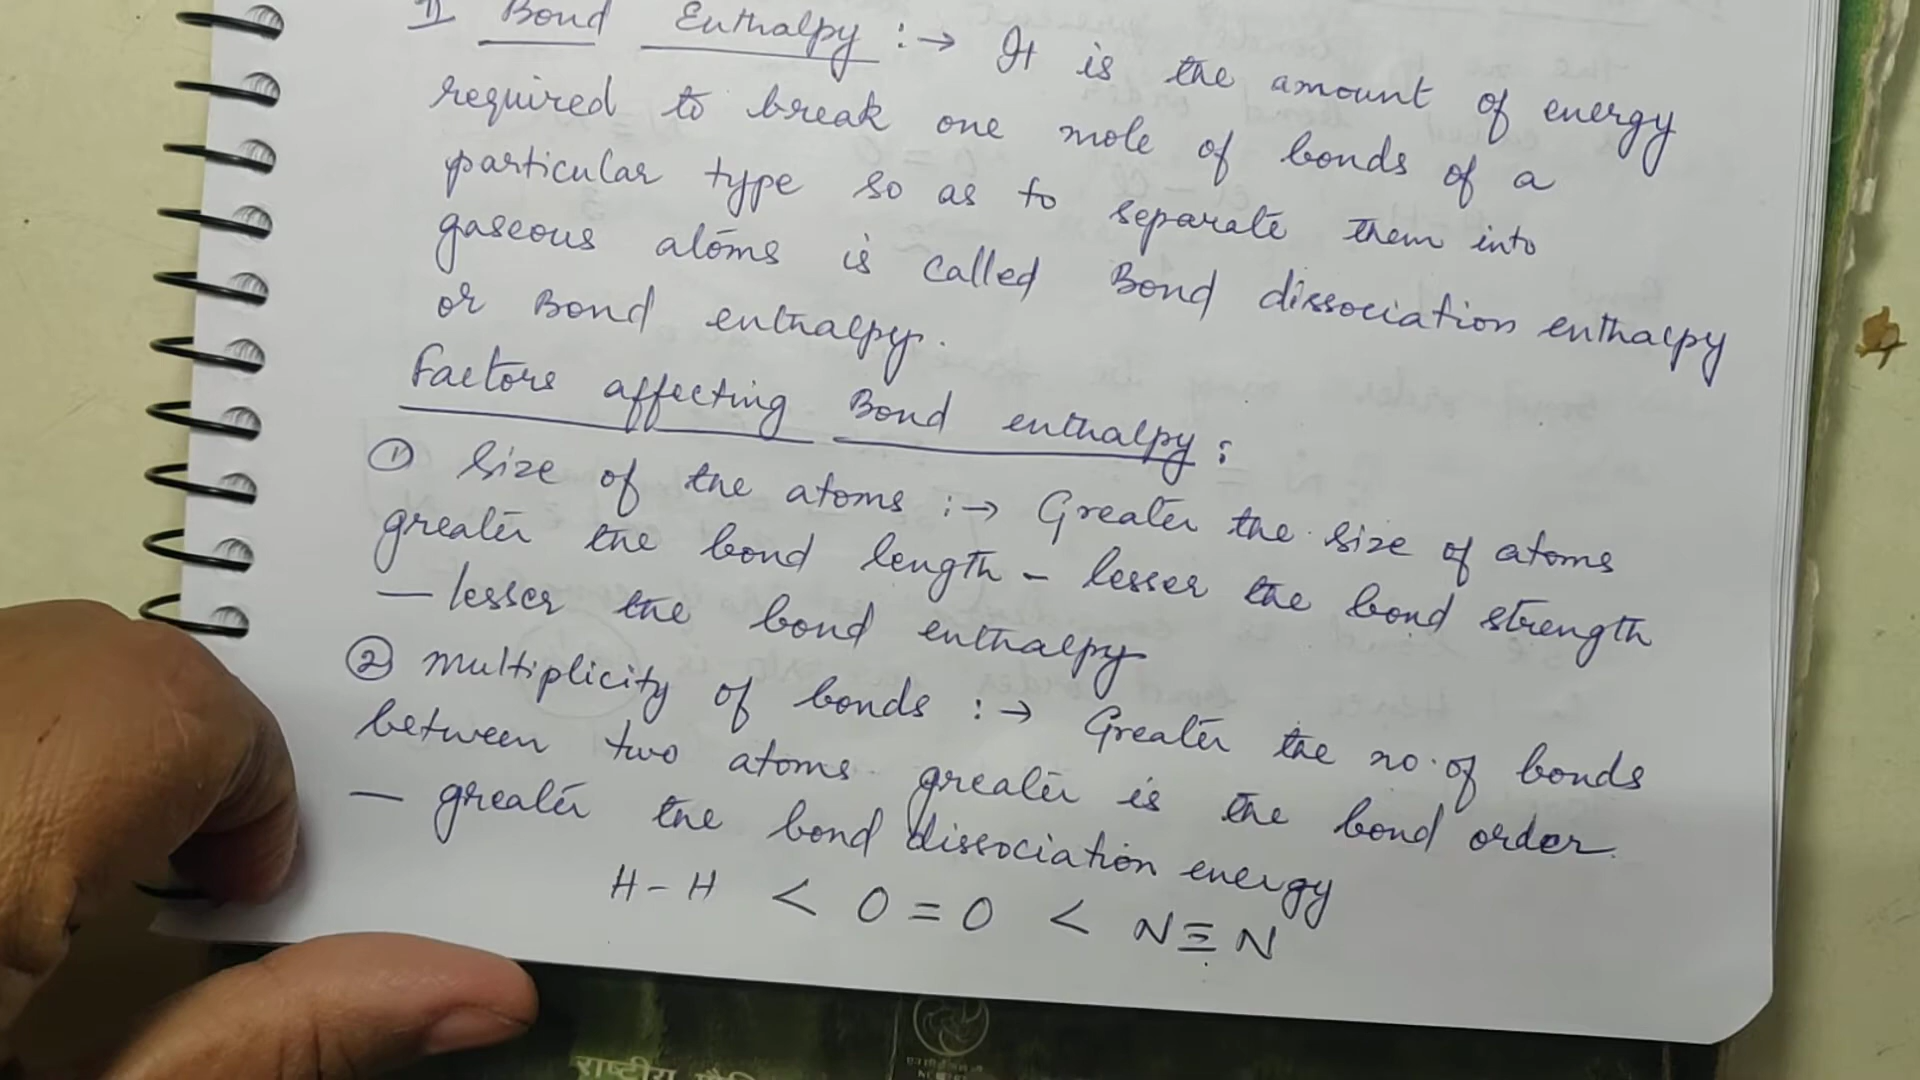 II Bond Enthalpy :→ It is the amount of energy
required to break one mole of bonds of a
particular type so as to separate them into
gaseous atoms is called Bond dissociation enthalpy
or Bond enthalpy.
Factors affecting Bond enthalpy :
① Size of the atoms :→ Greater the size of atoms
greater the bond length - lesser the bond strength
— lesser the bond enthalpy
② Multiplicity of bonds :→ Greater the no. of bonds
between two atoms greater is the bond order.
— greater the bond dissociation energy
H-H < O=O < N≡N
राष्ट्रीय